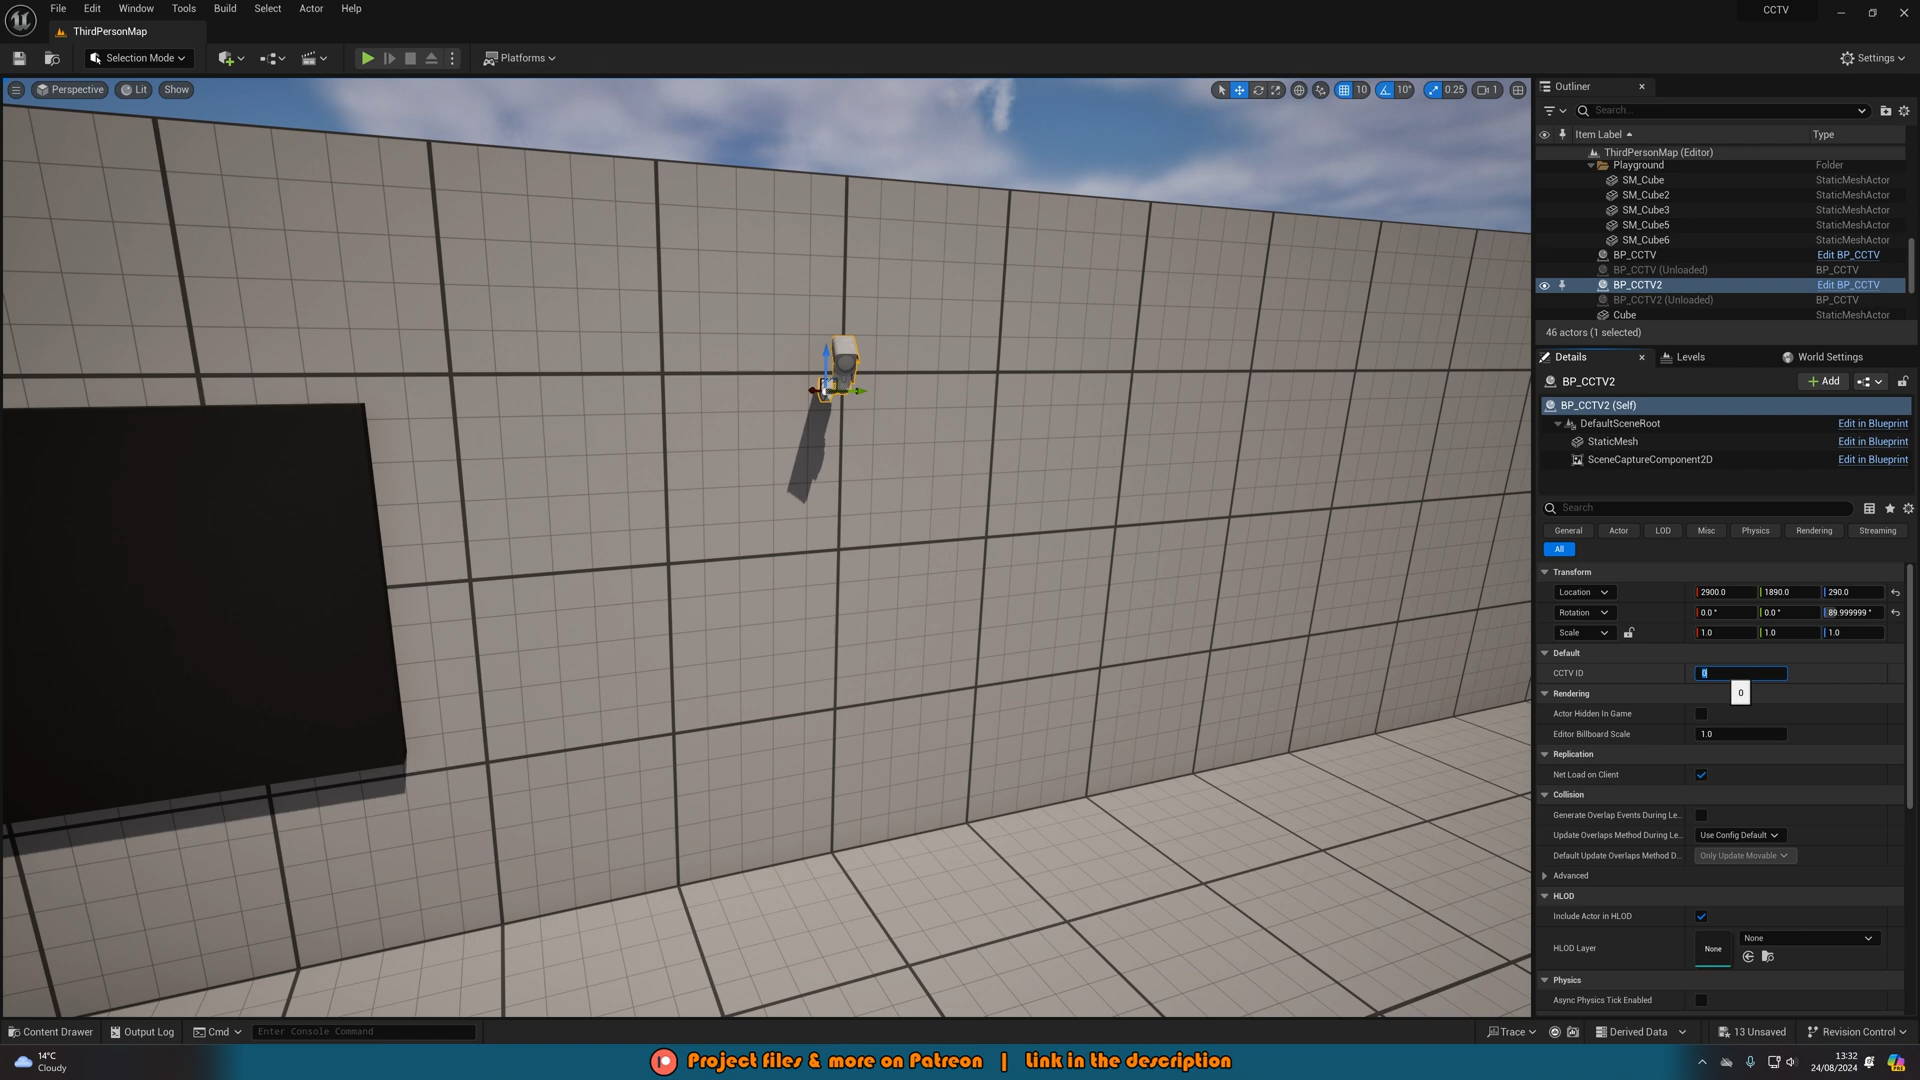 File Edit Window Tools Build Select Actor Help
CCTV
ThirdPersonMap
Selection Mode
Platforms
Settings
Perspective Lit Show
10 10° 0.25 1
Outliner
Search...
Item Label Type
ThirdPersonMap (Editor)
Playground Folder
SM_Cube StaticMeshActor
SM_Cube2 StaticMeshActor
SM_Cube3 StaticMeshActor
SM_Cube5 StaticMeshActor
SM_Cube6 StaticMeshActor
BP_CCTV Edit BP_CCTV
BP_CCTV (Unloaded) BP_CCTV
BP_CCTV2 Edit BP_CCTV
BP_CCTV2 (Unloaded) BP_CCTV
Cube StaticMeshActor
46 actors (1 selected)
Details Levels World Settings
BP_CCTV2 + Add
BP_CCTV2 (Self)
DefaultSceneRoot Edit in Blueprint
StaticMesh Edit in Blueprint
SceneCaptureComponent2D Edit in Blueprint
Search
General Actor LOD Misc Physics Rendering Streaming
All
Transform
Location 2900.0 1890.0 290.0
Rotation 0.0 ° 0.0 ° 89.999999 °
Scale 1.0 1.0 1.0
Default
CCTV ID 0
0
Rendering
Actor Hidden In Game
Editor Billboard Scale 1.0
Replication
Net Load on Client
Collision
Generate Overlap Events During Le...
Update Overlaps Method During Le... Use Config Default
Default Update Overlaps Method D... Only Update Movable
Advanced
HLOD
Include Actor in HLOD
HLOD Layer None None
Physics
Async Physics Tick Enabled
Content Drawer Output Log Cmd Enter Console Command Trace Derived Data 13 Unsaved Revision Control
14°C
Cloudy
Project files & more on Patreon | Link in the description
13:32
24/08/2024